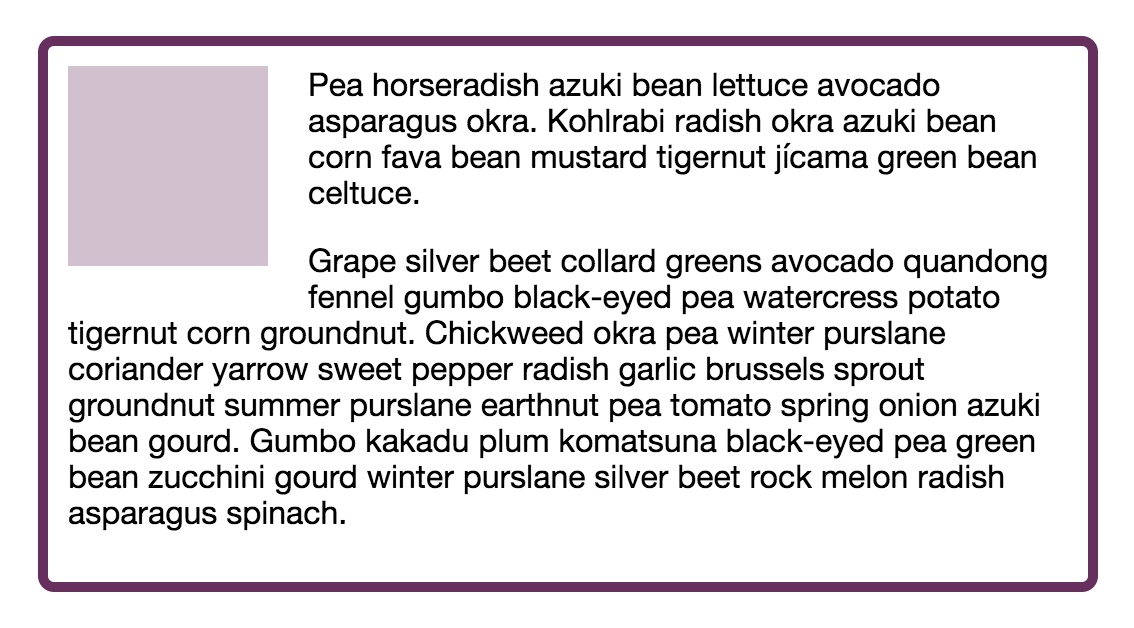 Pea horseradish azuki bean lettuce avocado
asparagus okra. Kohlrabi radish okra azuki bean
corn fava bean mustard tigernut jícama green bean
celtuce.
Grape silver beet collard greens avocado quandong
fennel gumbo black-eyed pea watercress potato
tigernut corn groundnut. Chickweed okra pea winter purslane
coriander yarrow sweet pepper radish garlic brussels sprout
groundnut summer purslane earthnut pea tomato spring onion azuki
bean gourd. Gumbo kakadu plum komatsuna black-eyed pea green
bean zucchini gourd winter purslane silver beet rock melon radish
asparagus spinach.